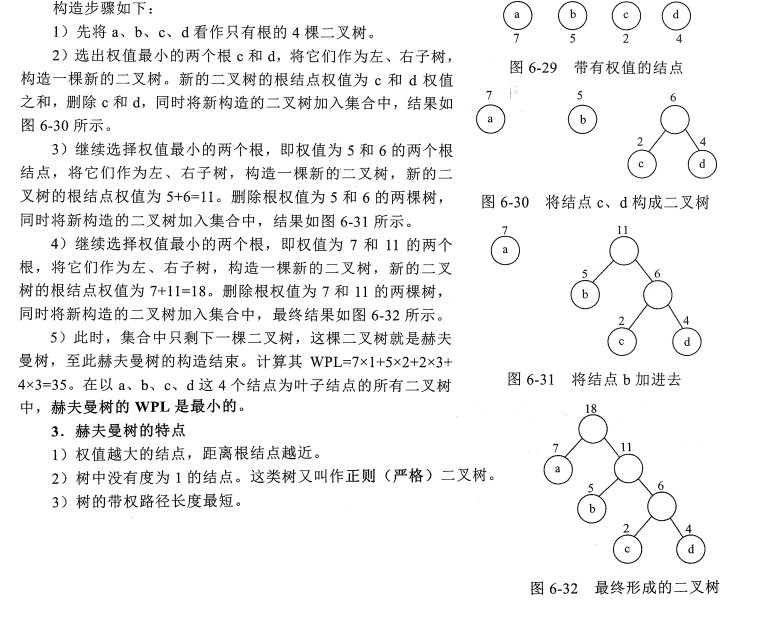 构造步骤如下：
1）先将 a、b、c、d 看作只有根的 4 棵二叉树。
2）选出权值最小的两个根 c 和 d，将它们作为左、右子树，
构造一棵新的二叉树。新的二叉树的根结点权值为 c 和 d 权值
之和，删除 c 和 d，同时将新构造的二叉树加入集合中，结果如
图 6-30 所示。
3）继续选择权值最小的两个根，即权值为 5 和 6 的两个根
结点，将它们作为左、右子树，构造一棵新的二叉树，新的二
叉树的根结点权值为 5+6=11。删除根权值为 5 和 6 的两棵树，
同时将新构造的二叉树加入集合中，结果如图 6-31 所示。
4）继续选择权值最小的两个根，即权值为 7 和 11 的两个
根，将它们作为左、右子树，构造一棵新的二叉树，新的二叉
树的根结点权值为 7+11=18。删除根权值为 7 和 11 的两棵树，
同时将新构造的二叉树加入集合中，最终结果如图 6-32 所示。
5）此时，集合中只剩下一棵二叉树，这棵二叉树就是赫夫
曼树，至此赫夫曼树的构造结束。计算其 WPL=7×1+5×2+2×3+
4×3=35。在以 a、b、c、d 这 4 个结点为叶子结点的所有二叉树
中，赫夫曼树的 WPL 是最小的。
3．赫夫曼树的特点
1）权值越大的结点，距离根结点越近。
2）树中没有度为 1 的结点。这类树又叫作正则（严格）二叉树。
3）树的带权路径长度最短。
a b c d
7 5 2 4
图 6-29 带有权值的结点
7 5 6
a b
2 4
c d
图 6-30 将结点 c、d 构成二叉树
7 11
a
5 6
b
2 4
c d
图 6-31 将结点 b 加进去
18
7 11
a
5 6
b
2 4
c d
图 6-32 最终形成的二叉树